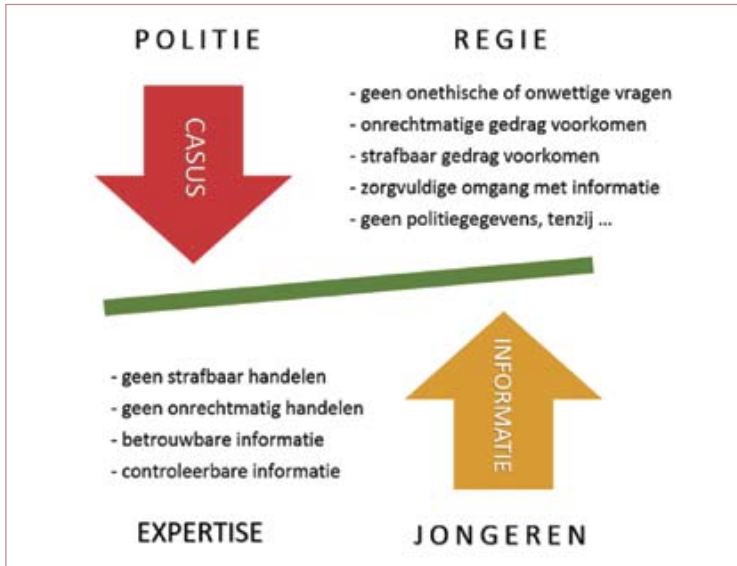 POLITIE
REGIE
CASUS
- geen onethische of onwettige vragen
- onrechtmatige gedrag voorkomen
- strafbaar gedrag voorkomen
- zorgvuldige omgang met informatie
- geen politiegegevens, tenzij ...
- geen strafbaar handelen
- geen onrechtmatig handelen
- betrouwbare informatie
- controleerbare informatie
INFORMATIE
EXPERTISE
JONGEREN